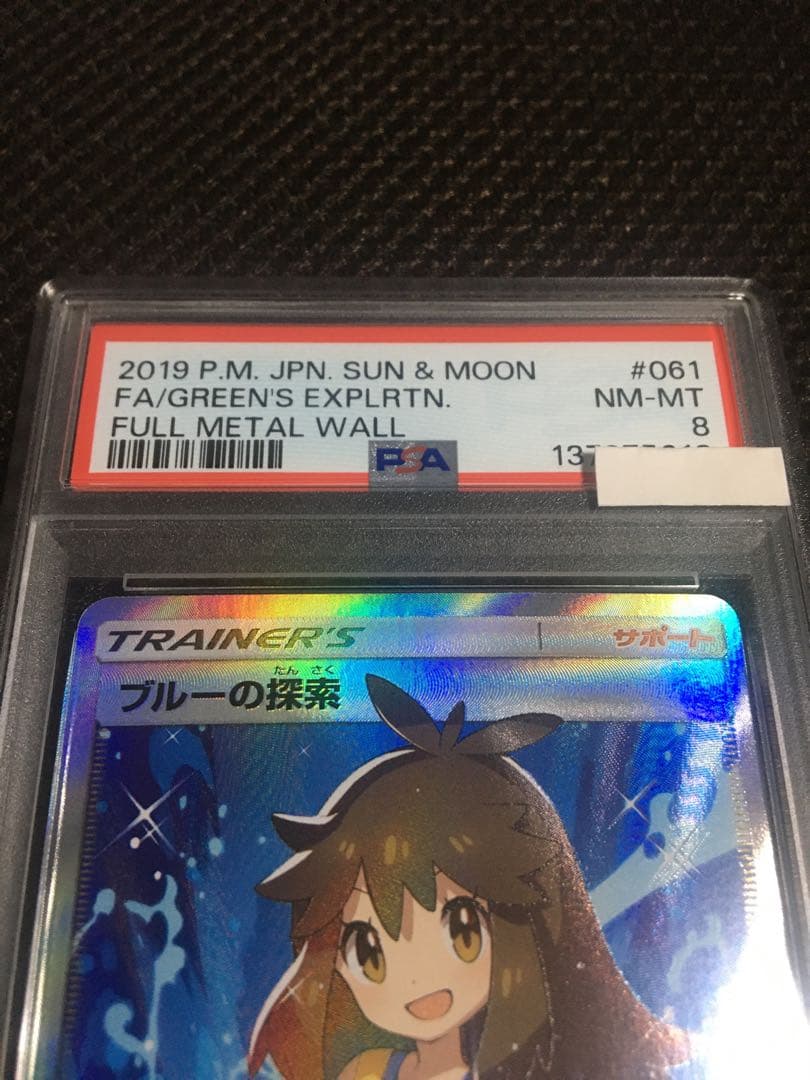 2019 P.M. JPN. SUN & MOON #061
FA/GREEN'S EXPLRTN. NM-MT
FULL METAL WALL 8
PSA
TRAINER'S サポート
たん さく
ブルーの探索